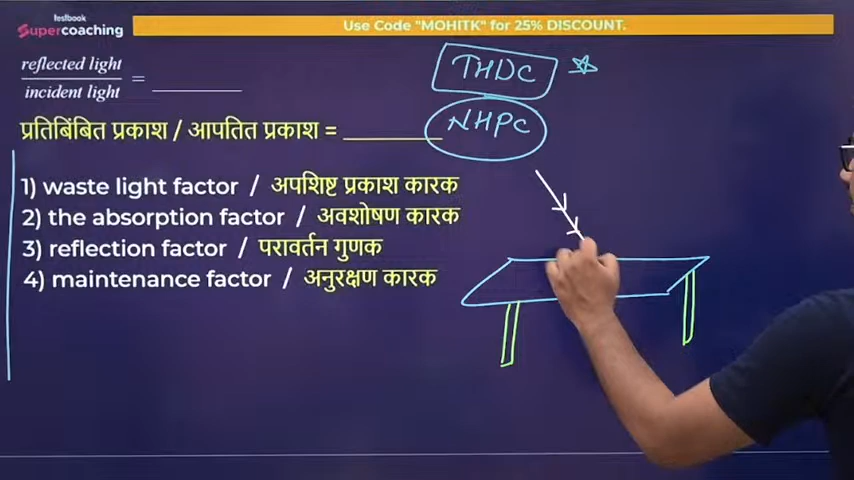 testbook
Supercoaching
Use Code "MOHITK" for 25% DISCOUNT.
reflected light
incident light
= ________
प्रतिबिंबित प्रकाश / आपतित प्रकाश = ________
1) waste light factor / अपशिष्ट प्रकाश कारक
2) the absorption factor / अवशोषण कारक
3) reflection factor / परावर्तन गुणक
4) maintenance factor / अनुरक्षण कारक
THDC
NHPC